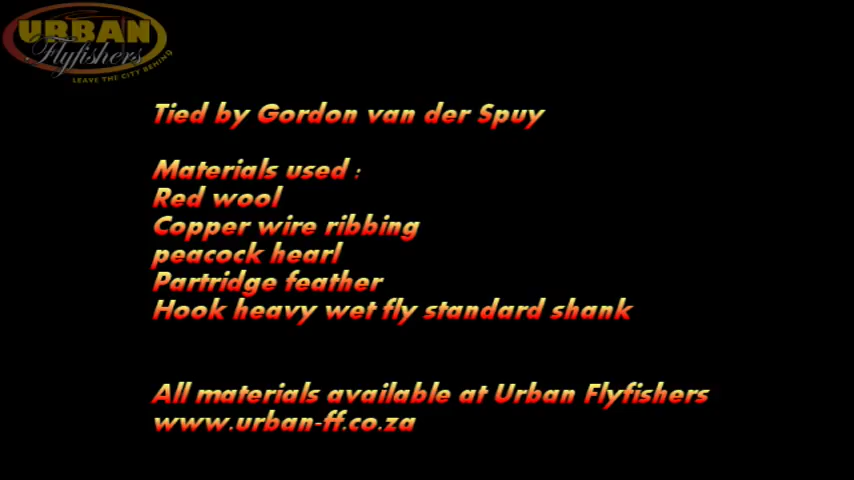 URBAN
Flyfishers
LEAVE THE CITY BEHIND
Tied by Gordon van der Spuy
Materials used :
Red wool
Copper wire ribbing
peacock hearl
Partridge feather
Hook heavy wet fly standard shank
All materials available at Urban Flyfishers
www.urban-ff.co.za